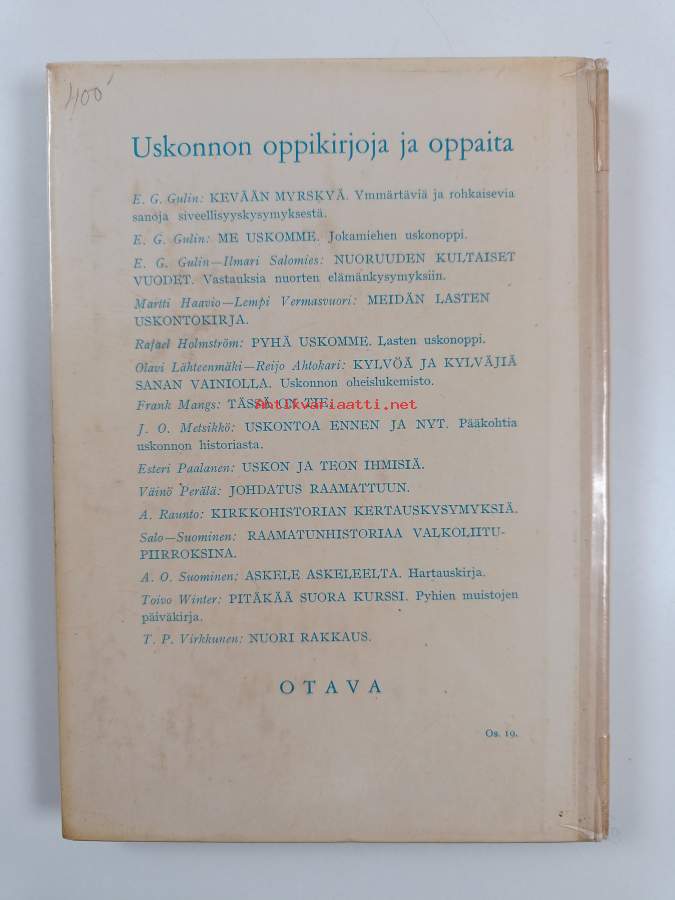 400
Uskonnon oppikirjoja ja oppaita
E. G. Gulin: KEVÄÄN MYRSKYÄ. Ymmärtäviä ja rohkaisevia
sanoja siveellisyyskysymyksestä.
E. G. Gulin: ME USKOMME. Jokamiehen uskonoppi.
E. G. Gulin—Ilmari Salomies: NUORUUDEN KULTAISET
VUODET. Vastauksia nuorten elämänkysymyksiin.
Martti Haavio—Lempi Vermasvuori: MEIDÄN LASTEN
USKONTOKIRJA.
Rafael Holmström: PYHÄ USKOMME. Lasten uskonoppi.
Olavi Lähteenmäki—Reijo Ahtokari: KYLVÖÄ JA KYLVÄJIÄ
SANAN VAINIOLLA. Uskonnon oheislukemisto.
Frank Mangs: TÄSSÄ ON TIE.
antikvariaatti.net
J. O. Metsikkö: USKONTOA ENNEN JA NYT. Pääkohtia
uskonnon historiasta.
Esteri Paalanen: USKON JA TEON IHMISIÄ.
Väinö Perälä: JOHDATUS RAAMATTUUN.
A. Raunto: KIRKKOHISTORIAN KERTAUSKYSYMYKSIÄ.
Salo—Suominen: RAAMATUNHISTORIAA VALKOLIITU-
PIIRROKSINA.
A. O. Suominen: ASKELE ASKELEELTA. Hartauskirja.
Toivo Winter: PITÄKÄÄ SUORA KURSSI. Pyhien muistojen
päiväkirja.
T. P. Virkkunen: NUORI RAKKAUS.
OTAVA
Os. 19.